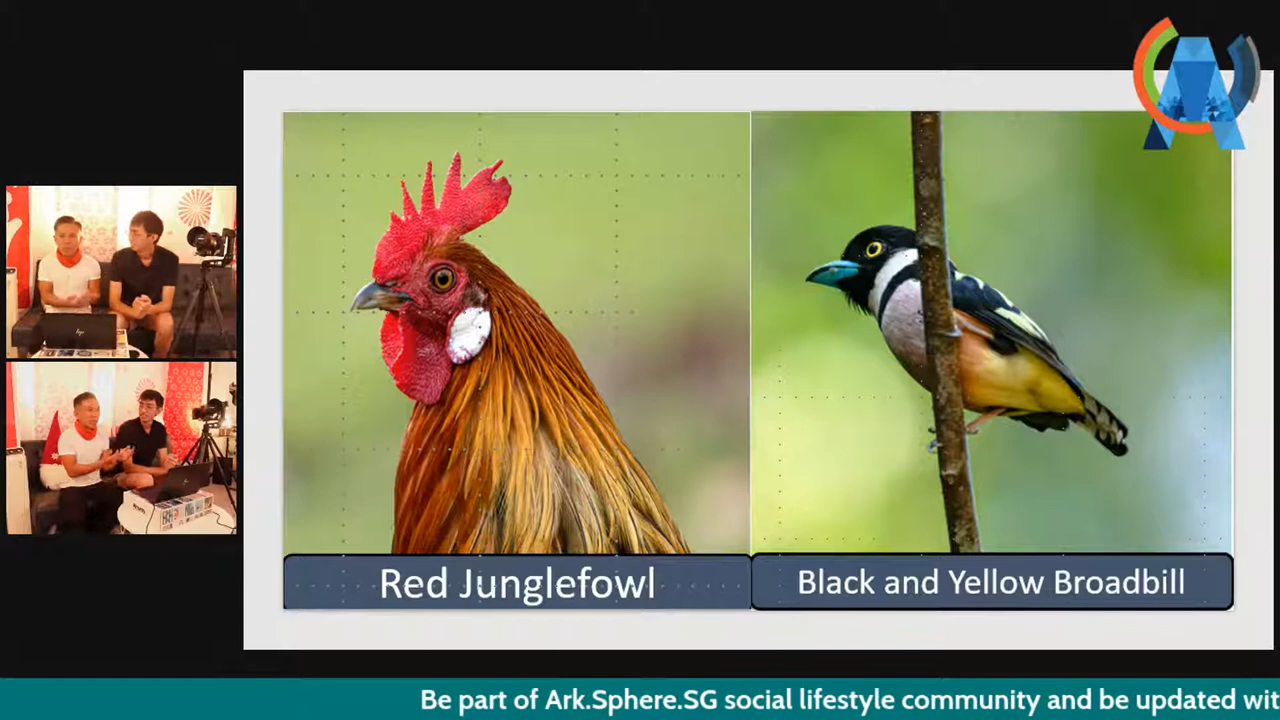 Red Junglefowl
Black and Yellow Broadbill
Be part of Ark.Sphere.SG social lifestyle community and be updated wit